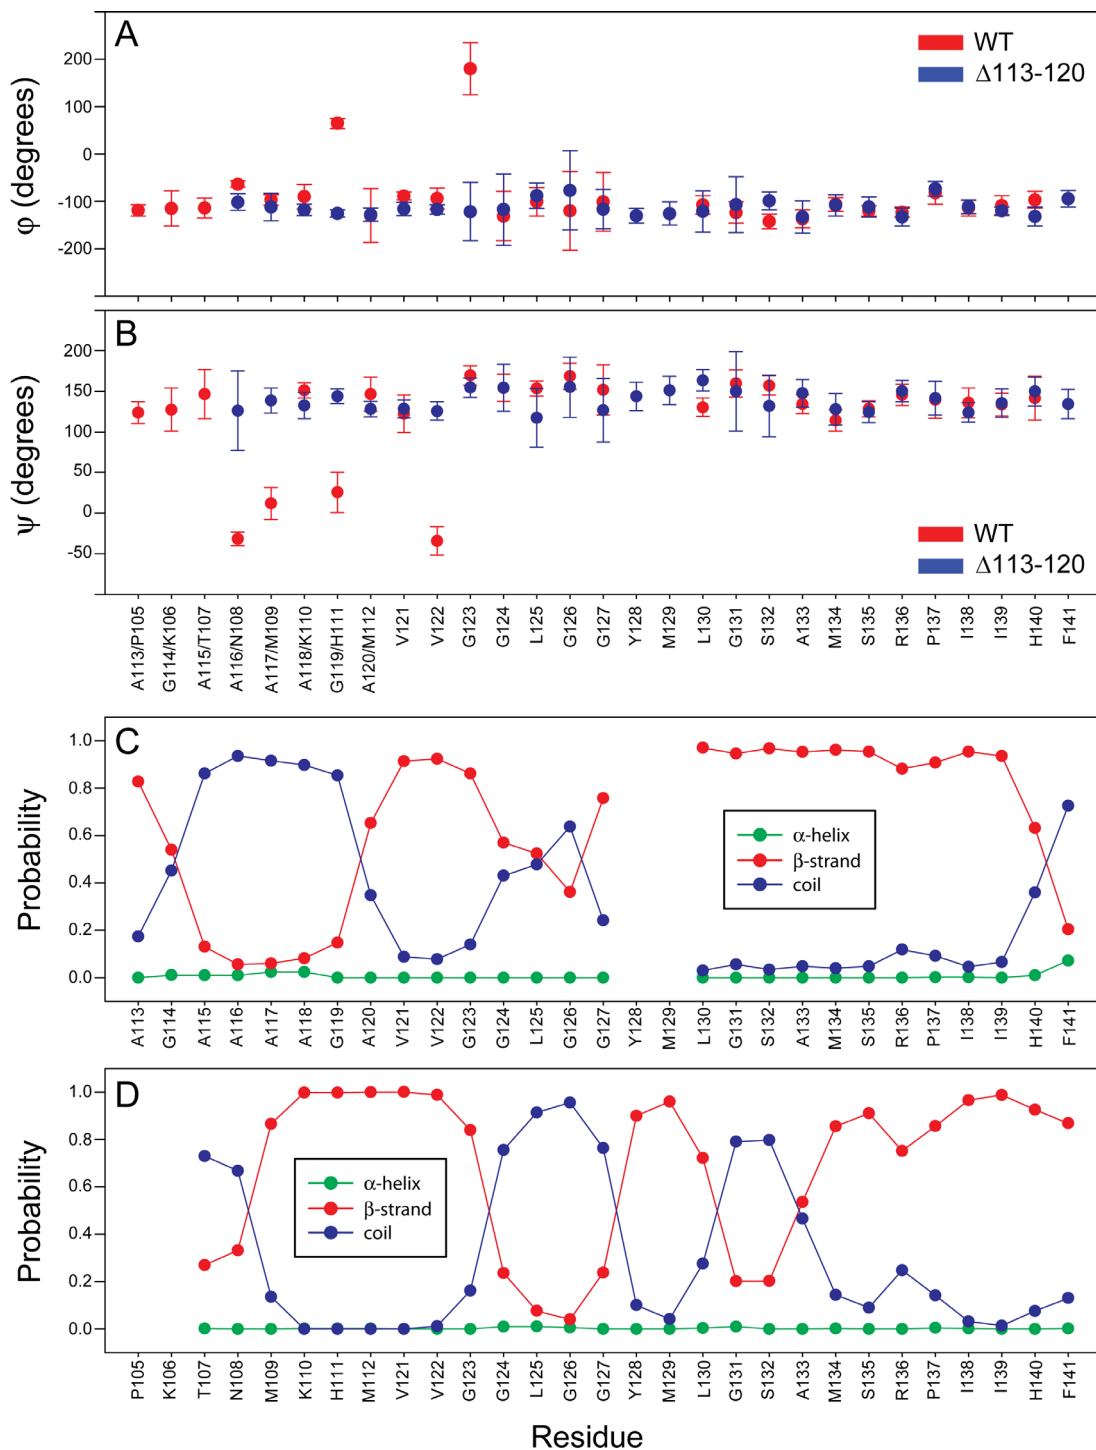 A
WT
Δ113-120
200
100
0
-100
-200
φ (degrees)
B
200
150
100
50
0
-50
ψ (degrees)
WT
Δ113-120
A113/P105
G114/K106
A115/T107
A116/N108
A117/M109
A118/K110
G119/H111
A120/M112
V121
V122
G123
G124
L125
G126
G127
Y128
M129
L130
G131
S132
A133
M134
S135
R136
P137
I138
I139
H140
F141
C
1.0
0.8
0.6
0.4
0.2
0.0
Probability
α-helix
β-strand
coil
A113
G114
A115
A116
A117
A118
G119
A120
V121
V122
G123
G124
L125
G126
G127
Y128
M129
L130
G131
S132
A133
M134
S135
R136
P137
I138
I139
H140
F141
D
1.0
0.8
0.6
0.4
0.2
0.0
Probability
α-helix
β-strand
coil
P105
K106
T107
N108
M109
K110
H111
M112
V121
V122
G123
G124
L125
G126
G127
Y128
M129
L130
G131
S132
A133
M134
S135
R136
P137
I138
I139
H140
F141
Residue